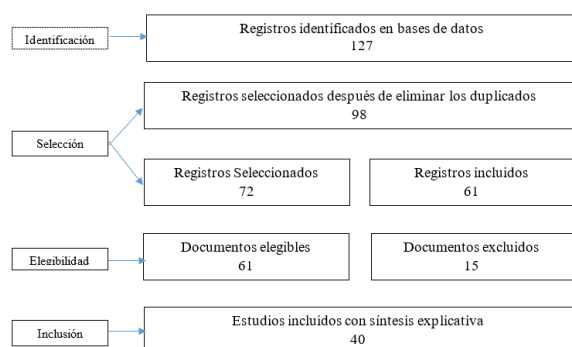 Identificación
Registros identificados en bases de datos
127
Selección
Registros seleccionados después de eliminar los duplicados
98
Registros Seleccionados
72
Registros incluidos
61
Elegibilidad
Documentos elegibles
61
Documentos excluidos
15
Inclusión
Estudios incluidos con síntesis explicativa
40